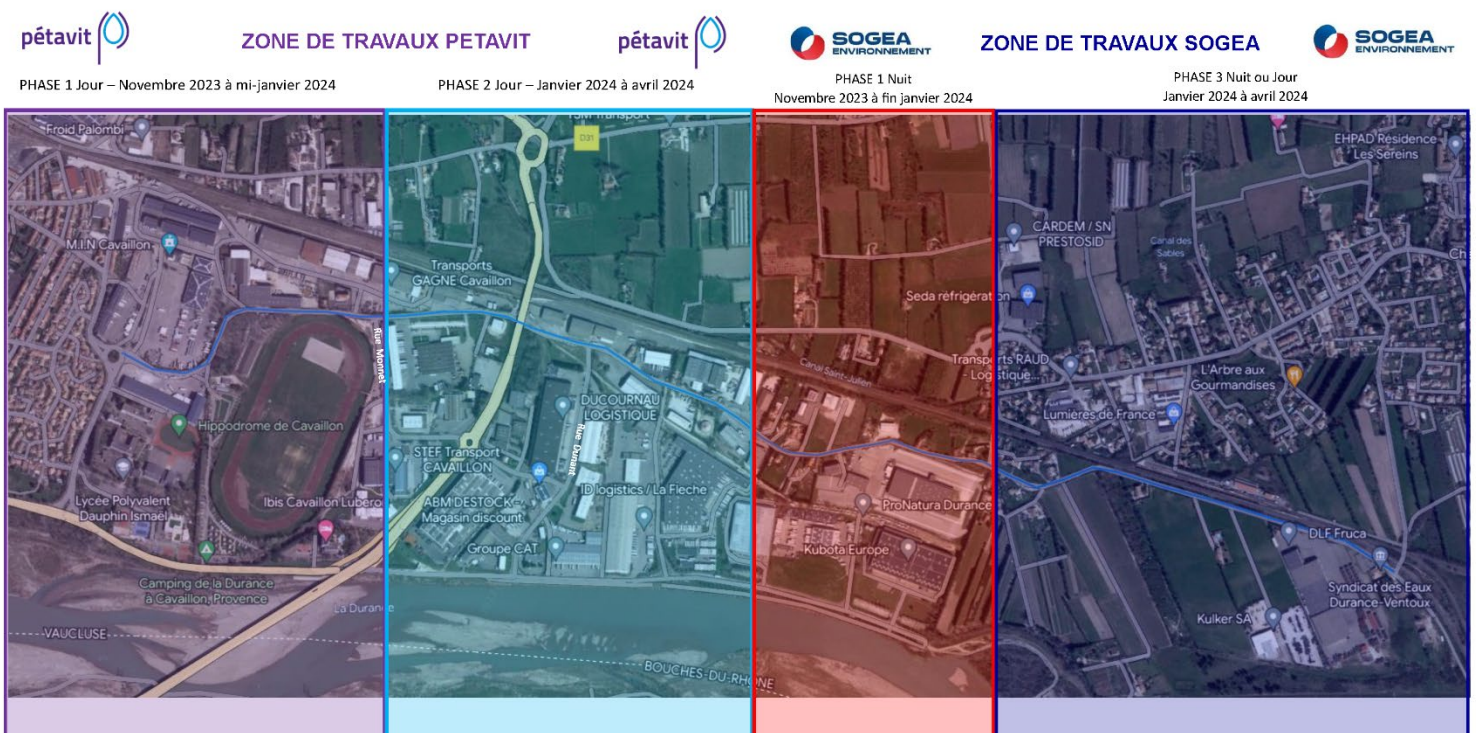 pétavit
ZONE DE TRAVAUX PETAVIT
pétavit
SOGEA
ENVIRONNEMENT
ZONE DE TRAVAUX SOGEA
SOGEA
ENVIRONNEMENT
PHASE 1 Jour – Novembre 2023 à mi-janvier 2024
PHASE 2 Jour – Janvier 2024 à avril 2024
PHASE 1 Nuit
Novembre 2023 à fin janvier 2024
PHASE 3 Nuit ou Jour
Janvier 2024 à avril 2024
Froid Palombi
M.I.N Cavaillon
Rue Monnet
Hippodrome de Cavaillon
Lycée Polyvalent
Dauphin Ismaël
Ibis Cavaillon Lubero
Camping de la Durance
à Cavaillon, Provence
La Durance
VAUCLUSE
Transport
D31
Transports
GAGNE Cavaillon
DUCOURNAU
LOGISTIQUE
Rue Dunant
STEF Transport
CAVAILLON
ABM DESTOCK -
Magasin discount
ID logistics / La Fleche
Groupe CAT
BOUCHES-DU-RHÔNE
Seda réfrigération
Canal Saint-Julien
Transports RAUD
- Logistique...
ProNatura Durance
Kubota Europe
EHPAD Résidence
Les Sereins
CARDEM / SN
PRESTOSID
Canal des
Sables
Ch
L'Arbre aux
Gourmandises
Lumières de France
DLF Fruca
Syndicat des Eaux
Durance-Ventoux
Kulker SA